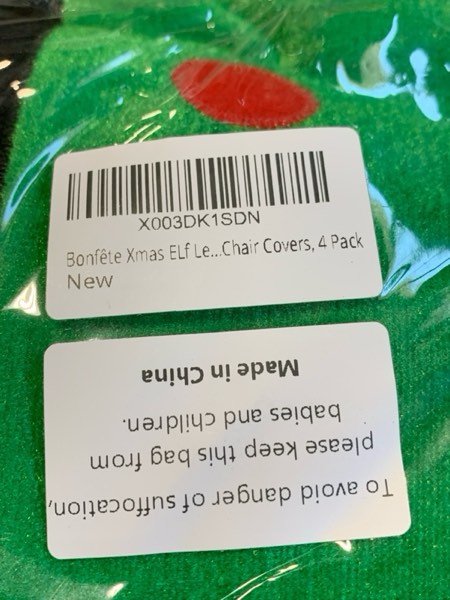 X003DK1SDN
Bonfête Xmas ELf Le...Chair Covers, 4 Pack
New
To avoid danger of suffocation,
please keep this bag from
babies and children.
Made in China